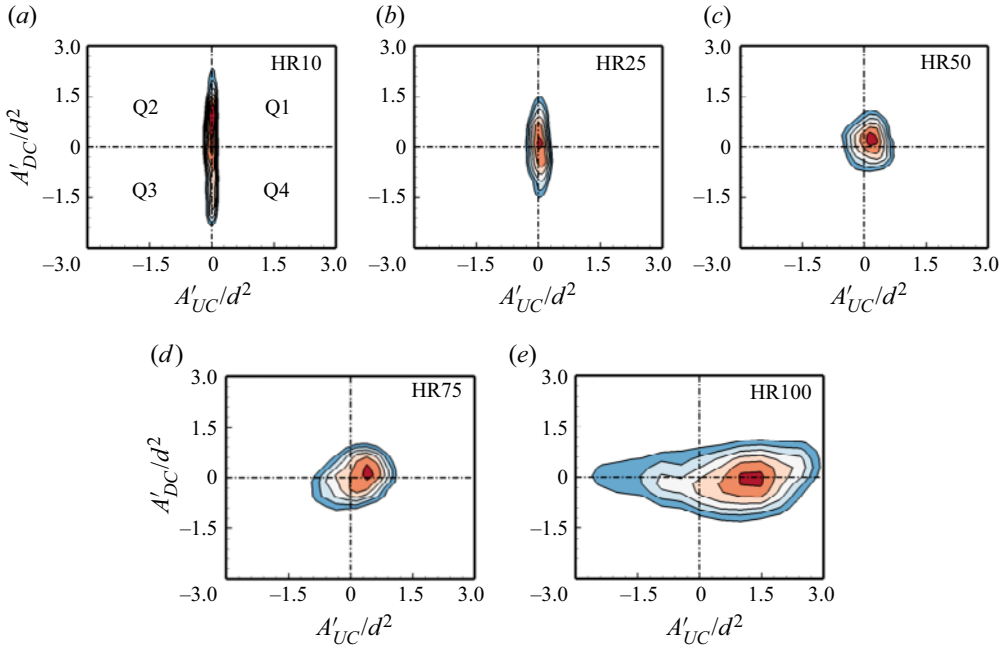 (a) (b) (c)
3.0 HR10 3.0 HR25 3.0 HR50
Q2 Q1
1.5 1.5 1.5
A′DC/d² 0 0 0
Q3 Q4
–1.5 –1.5 –1.5
–3.0 –1.5 0 1.5 3.0 –3.0 –1.5 0 1.5 3.0 –3.0 –1.5 0 1.5 3.0
A′UC/d² A′UC/d² A′UC/d²
(d) (e)
3.0 HR75 3.0 HR100
1.5 1.5
A′DC/d² 0 A′DC/d² 0
–1.5 –1.5
–3.0 –1.5 0 1.5 3.0 –3.0 –1.5 0 1.5 3.0
A′UC/d² A′UC/d²